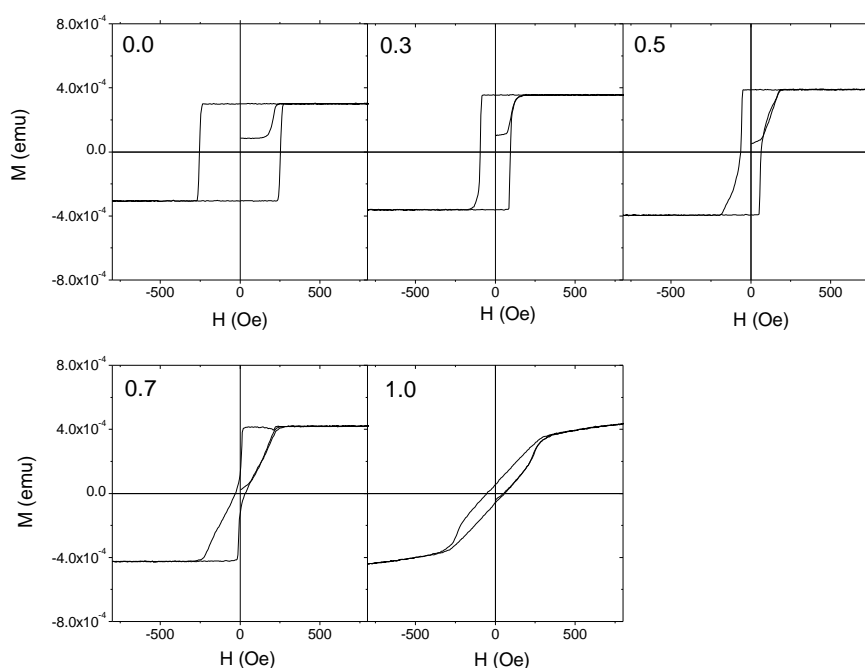 0.0
0.3
0.5
8.0x10-4
4.0x10-4
0.0
-4.0x10-4
-8.0x10-4
M (emu)
-500 0 500
-500 0 500
-500 0 500
H (Oe)
H (Oe)
H (Oe)
0.7
1.0
8.0x10-4
4.0x10-4
0.0
-4.0x10-4
-8.0x10-4
M (emu)
-500 0 500
-500 0 500
H (Oe)
H (Oe)